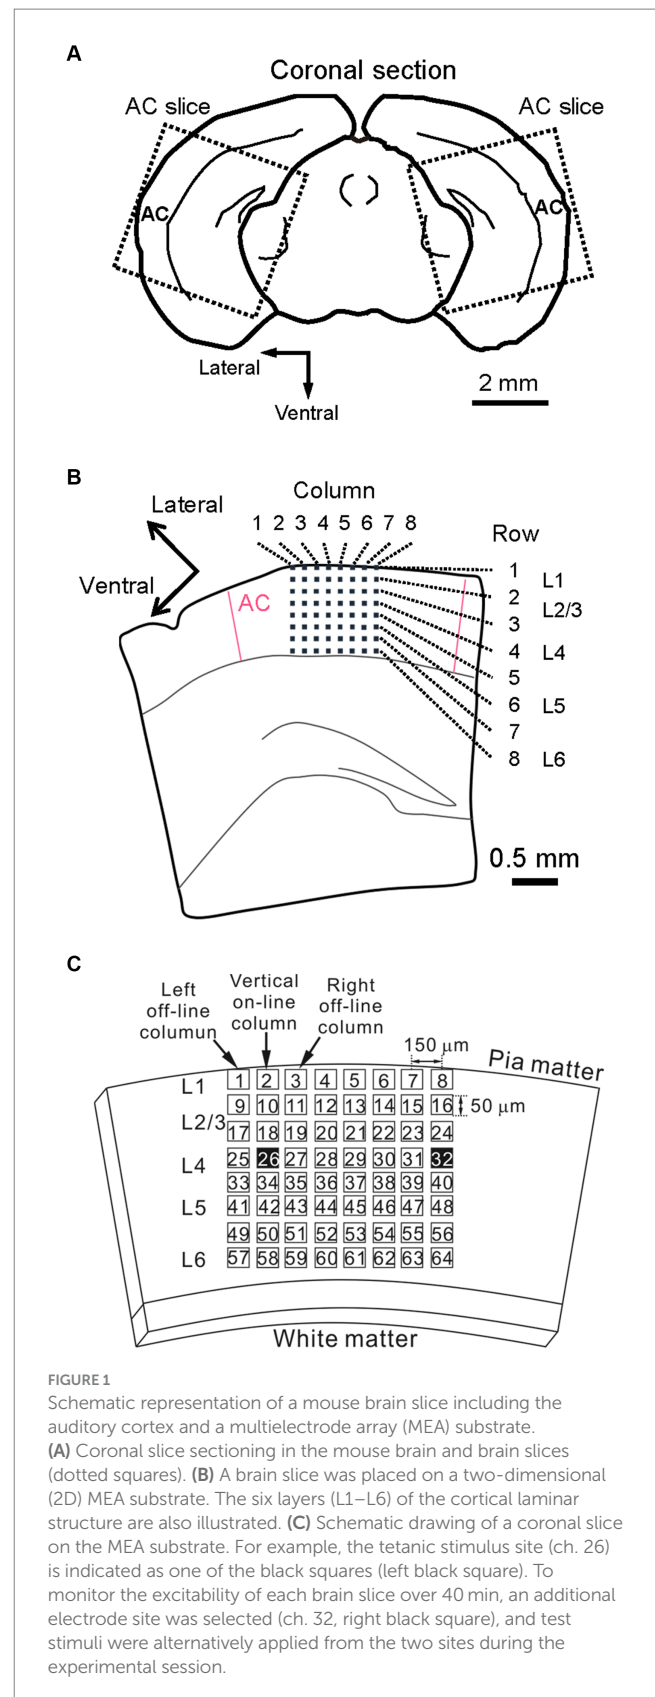 A
Coronal section
AC slice
AC slice
AC
AC
Lateral
Ventral
2 mm
B
Lateral
Ventral
Column
1 2 3 4 5 6 7 8
Row
AC
1
L1
2
L2/3
3
4
L4
5
6
L5
7
8
L6
0.5 mm
C
Left
off-line
columun
Vertical
on-line
column
Right
off-line
column
150 μm
Pia matter
L1
1 2 3 4 5 6 7 8
9 10 11 12 13 14 15 16
50 μm
L2/3
17 18 19 20 21 22 23 24
L4
25 26 27 28 29 30 31 32
33 34 35 36 37 38 39 40
L5
41 42 43 44 45 46 47 48
49 50 51 52 53 54 55 56
L6
57 58 59 60 61 62 63 64
White matter
FIGURE 1
Schematic representation of a mouse brain slice including the
auditory cortex and a multielectrode array (MEA) substrate.
(A) Coronal slice sectioning in the mouse brain and brain slices
(dotted squares). (B) A brain slice was placed on a two-dimensional
(2D) MEA substrate. The six layers (L1–L6) of the cortical laminar
structure are also illustrated. (C) Schematic drawing of a coronal slice
on the MEA substrate. For example, the tetanic stimulus site (ch. 26)
is indicated as one of the black squares (left black square). To
monitor the excitability of each brain slice over 40 min, an additional
electrode site was selected (ch. 32, right black square), and test
stimuli were alternatively applied from the two sites during the
experimental session.